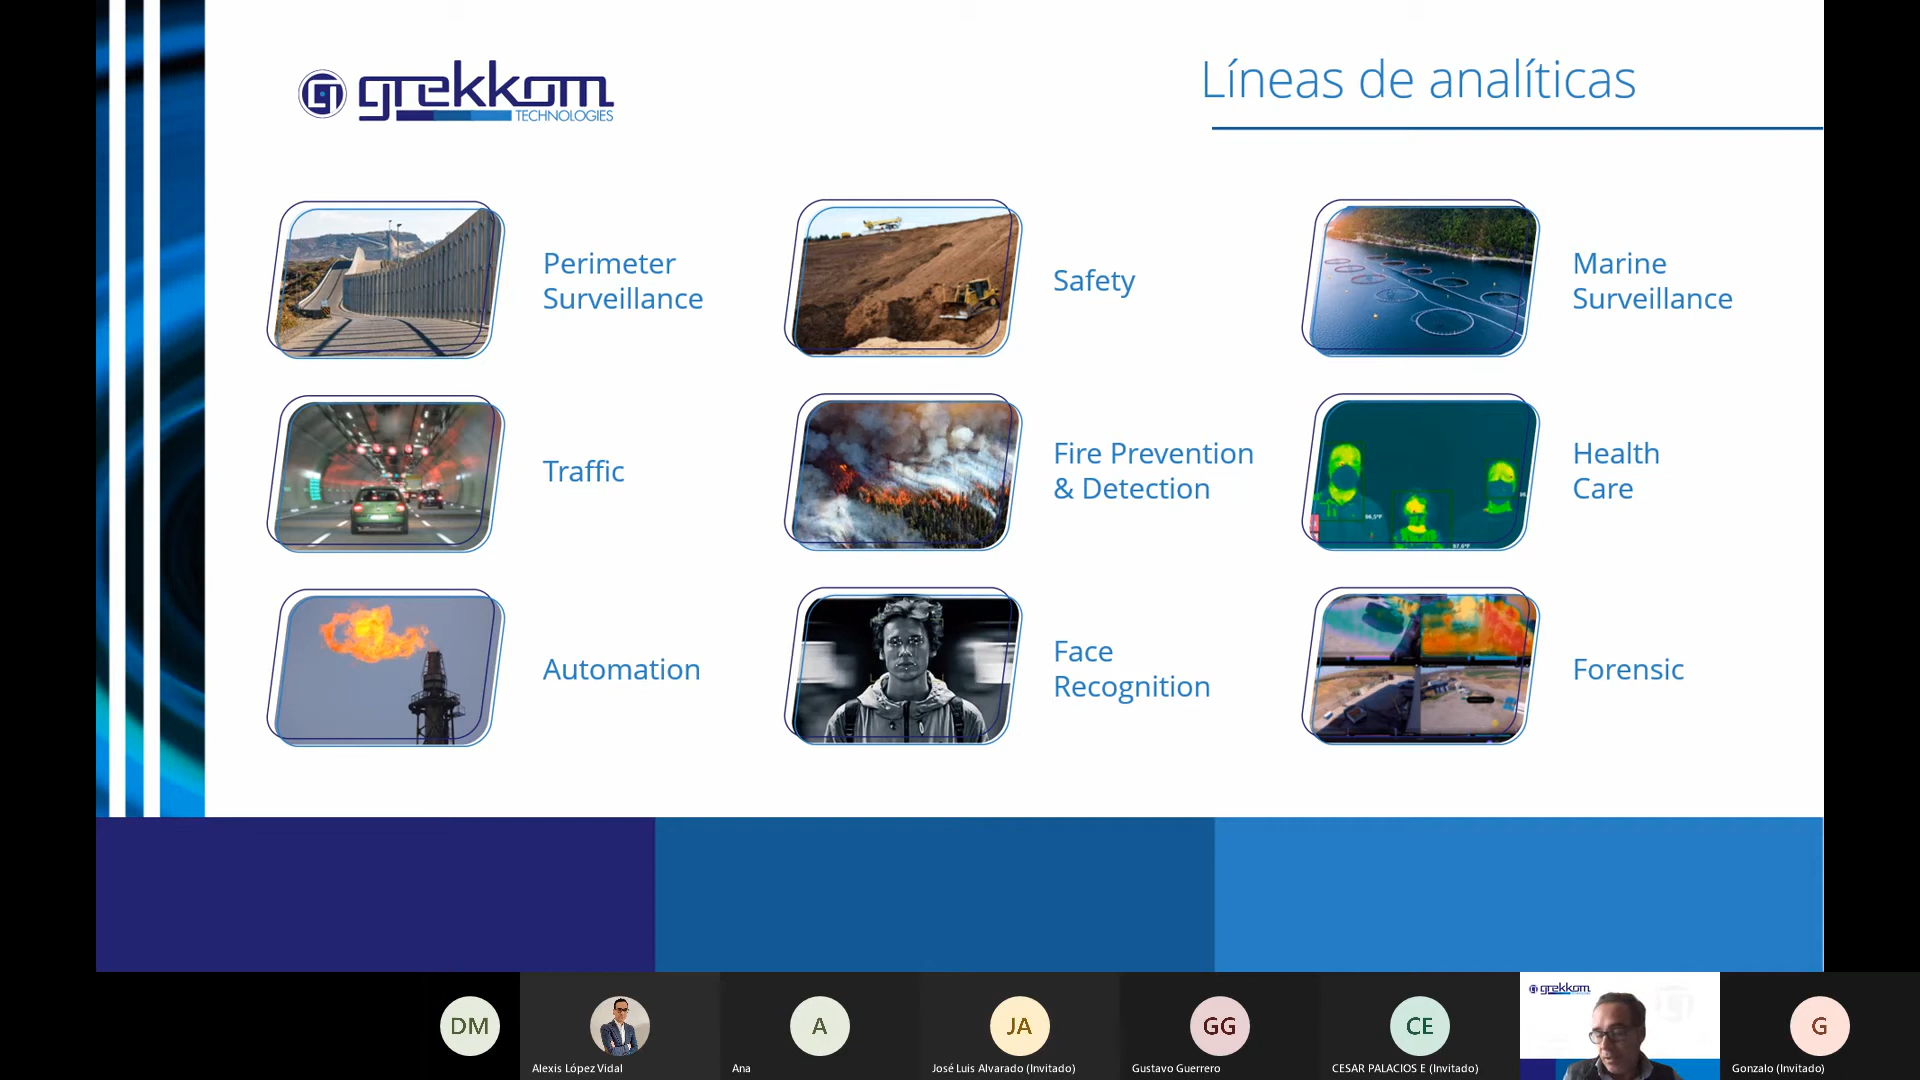 grekkom
TECHNOLOGIES
Líneas de analíticas
Perimeter
Surveillance
Safety
Marine
Surveillance
Traffic
Fire Prevention
& Detection
Health
Care
Automation
Face
Recognition
Forensic
DM
A
JA
GG
CE
grekkom
G
Alexis López Vidal
Ana
José Luis Alvarado (Invitado)
Gustavo Guerrero
CESAR PALACIOS E (Invitado)
Gonzalo (Invitado)